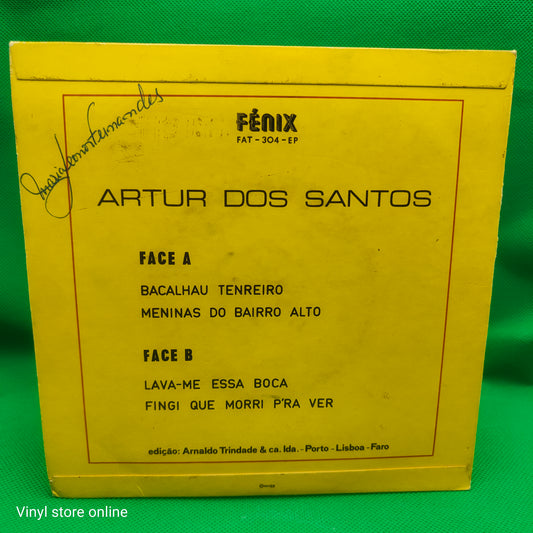 FÉNIX
FAT - 304 - EP
ARTUR DOS SANTOS
FACE A
BACALHAU TENREIRO
MENINAS DO BAIRRO ALTO
FACE B
LAVA-ME ESSA BOCA
FINGI QUE MORRI P'RA VER
edição: Arnaldo Trindade & ca. lda. - Porto - Lisboa - Faro
Vinyl store online